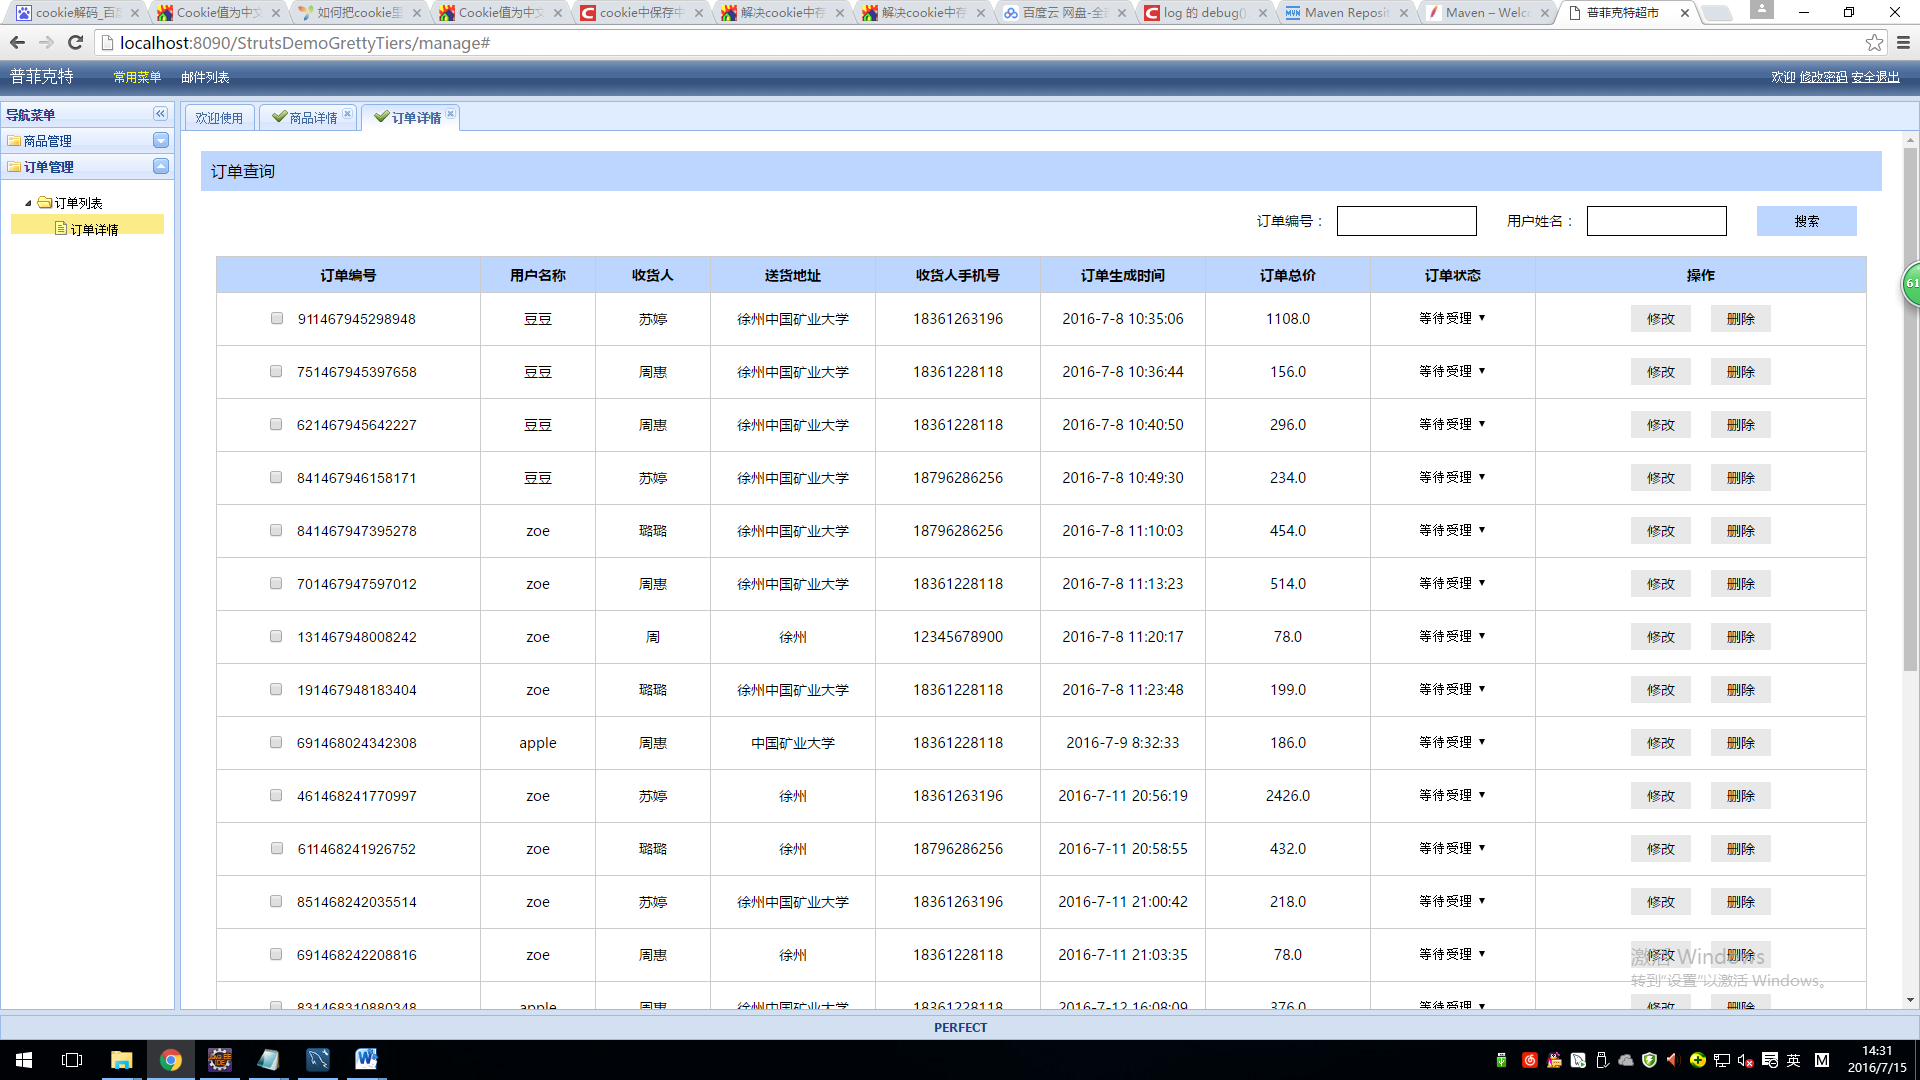 cookie解码_百度 Cookie值为中文 如何把cookie里 Cookie值为中文 cookie中保存中 解决cookie中存 解决cookie中存 百度云 网盘-全部 log 的 debug() Maven Reposit Maven – Welco 普菲克特超市
localhost:8090/StrutsDemoGrettyTiers/manage#
普菲克特 常用菜单 邮件列表 欢迎 修改密码 安全退出
导航菜单
商品管理
订单管理
订单列表
订单详情
欢迎使用 商品详情 订单详情
订单查询
订单编号： 用户姓名： 搜索
订单编号 用户名称 收货人 送货地址 收货人手机号 订单生成时间 订单总价 订单状态 操作
911467945298948 豆豆 苏婷 徐州中国矿业大学 18361263196 2016-7-8 10:35:06 1108.0 等待受理 修改 删除
751467945397658 豆豆 周惠 徐州中国矿业大学 18361228118 2016-7-8 10:36:44 156.0 等待受理 修改 删除
621467945642227 豆豆 周惠 徐州中国矿业大学 18361228118 2016-7-8 10:40:50 296.0 等待受理 修改 删除
841467946158171 豆豆 苏婷 徐州中国矿业大学 18796286256 2016-7-8 10:49:30 234.0 等待受理 修改 删除
841467947395278 zoe 璐璐 徐州中国矿业大学 18796286256 2016-7-8 11:10:03 454.0 等待受理 修改 删除
701467947597012 zoe 周惠 徐州中国矿业大学 18361228118 2016-7-8 11:13:23 514.0 等待受理 修改 删除
131467948008242 zoe 周 徐州 12345678900 2016-7-8 11:20:17 78.0 等待受理 修改 删除
191467948183404 zoe 璐璐 徐州中国矿业大学 18361228118 2016-7-8 11:23:48 199.0 等待受理 修改 删除
691468024342308 apple 周惠 中国矿业大学 18361228118 2016-7-9 8:32:33 186.0 等待受理 修改 删除
461468241770997 zoe 苏婷 徐州 18361263196 2016-7-11 20:56:19 2426.0 等待受理 修改 删除
611468241926752 zoe 璐璐 徐州 18796286256 2016-7-11 20:58:55 432.0 等待受理 修改 删除
851468242035514 zoe 苏婷 徐州中国矿业大学 18361263196 2016-7-11 21:00:42 218.0 等待受理 修改 删除
691468242208816 zoe 周惠 徐州 18361228118 2016-7-11 21:03:35 78.0 等待受理 修改 删除
831468310880348 apple 周惠 徐州中国矿业大学 18361228118 2016-7-12 16:08:09 376.0 等待受理 修改 删除
激活 Windows
转到“设置”以激活 Windows。
61
PERFECT
英 M
14:31
2016/7/15